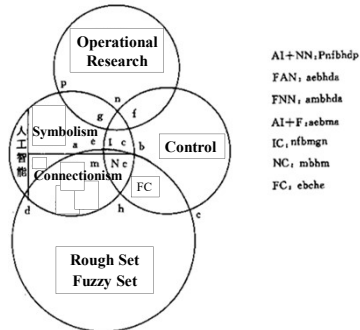 Operational
Research
p
n
g
f
Symbolism
人工智能
a
e
I
c
b
Control
m
N
e
Connectionism
FC
d
h
c
Rough Set
Fuzzy Set
AI+NN:Pnfbhdp
FAN: aebhda
FNN: ambhda
AI+F:aebma
IC:nfbmgn
NC: mbhm
FC: ebche